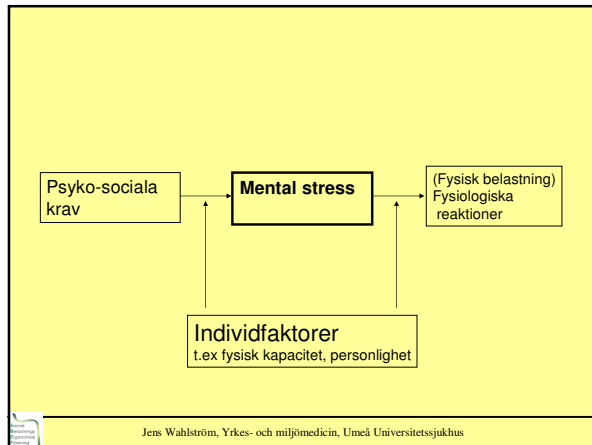 Psyko-sociala
krav
Mental stress
(Fysisk belastning)
Fysiologiska
reaktioner
Individfaktorer
t.ex fysisk kapacitet, personlighet
Jens Wahlström, Yrkes- och miljömedicin, Umeå Universitetssjukhus